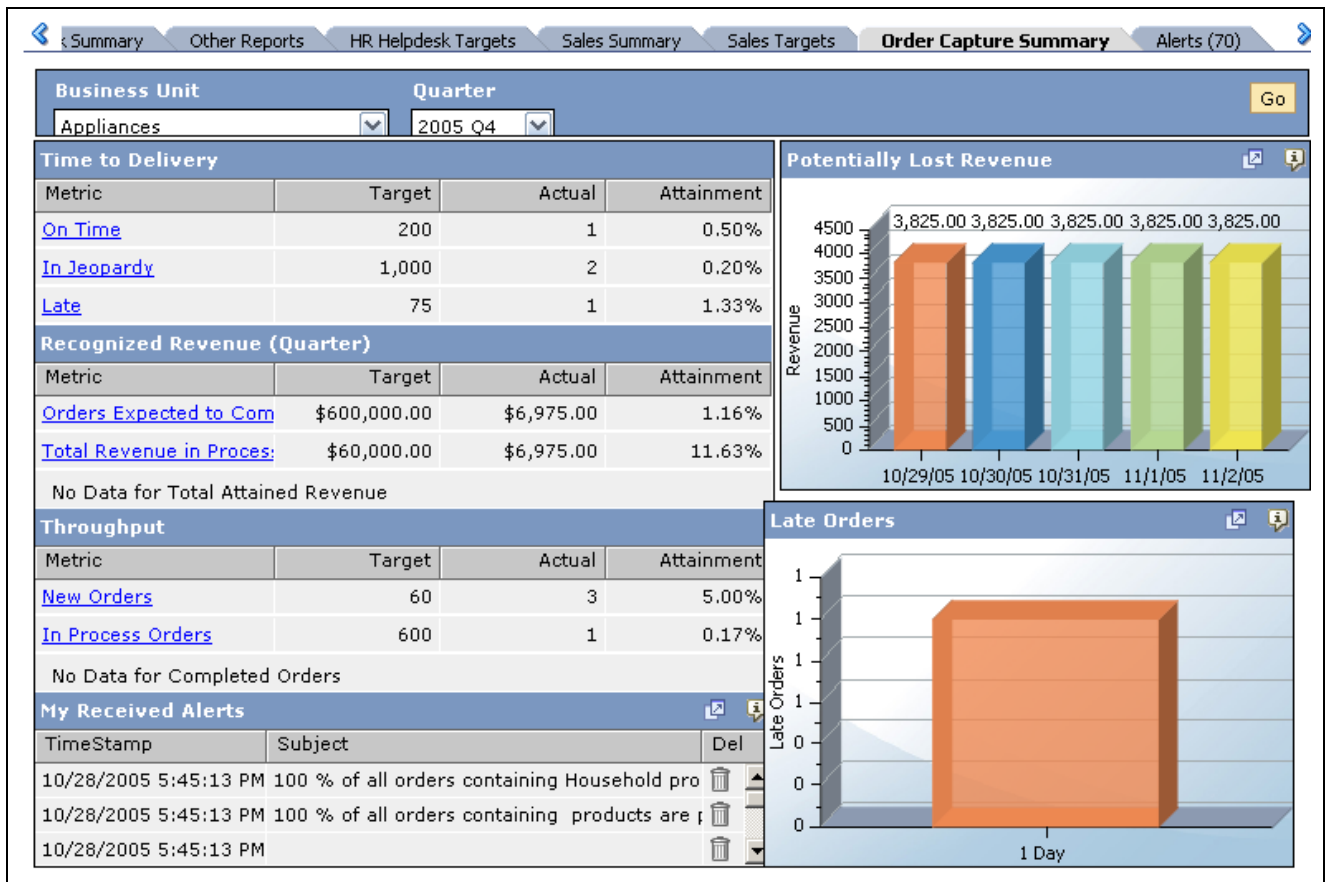 k Summary Other Reports HR Helpdesk Targets Sales Summary Sales Targets Order Capture Summary Alerts (70)
Business Unit Quarter
Go
Appliances 2005 Q4
Time to Delivery
Metric Target Actual Attainment
On Time 200 1 0.50%
In Jeopardy 1,000 2 0.20%
Late 75 1 1.33%
Recognized Revenue (Quarter)
Metric Target Actual Attainment
Orders Expected to Com $600,000.00 $6,975.00 1.16%
Total Revenue in Proces $60,000.00 $6,975.00 11.63%
No Data for Total Attained Revenue
Throughput
Metric Target Actual Attainment
New Orders 60 3 5.00%
In Process Orders 600 1 0.17%
No Data for Completed Orders
My Received Alerts
TimeStamp Subject Del
10/28/2005 5:45:13 PM 100 % of all orders containing Household pro
10/28/2005 5:45:13 PM 100 % of all orders containing products are p
10/28/2005 5:45:13 PM
Potentially Lost Revenue
3,825.00 3,825.00 3,825.00 3,825.00 3,825.00
4500
4000
3500
3000
2500
2000
1500
1000
500
0
Revenue
10/29/05 10/30/05 10/31/05 11/1/05 11/2/05
Late Orders
1
1
1
1
0
0
0
Late Orders
1 Day